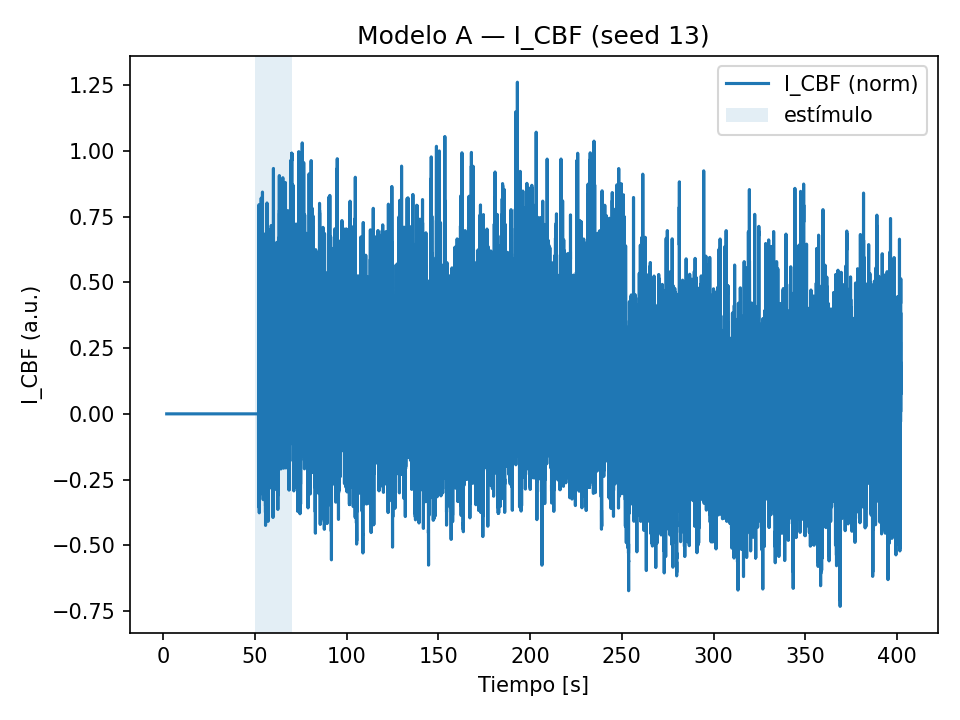 Modelo A — I_CBF (seed 13)
I_CBF (norm)
estímulo
I_CBF (a.u.)
1.25
1.00
0.75
0.50
0.25
0.00
−0.25
−0.50
−0.75
0 50 100 150 200 250 300 350 400
Tiempo [s]